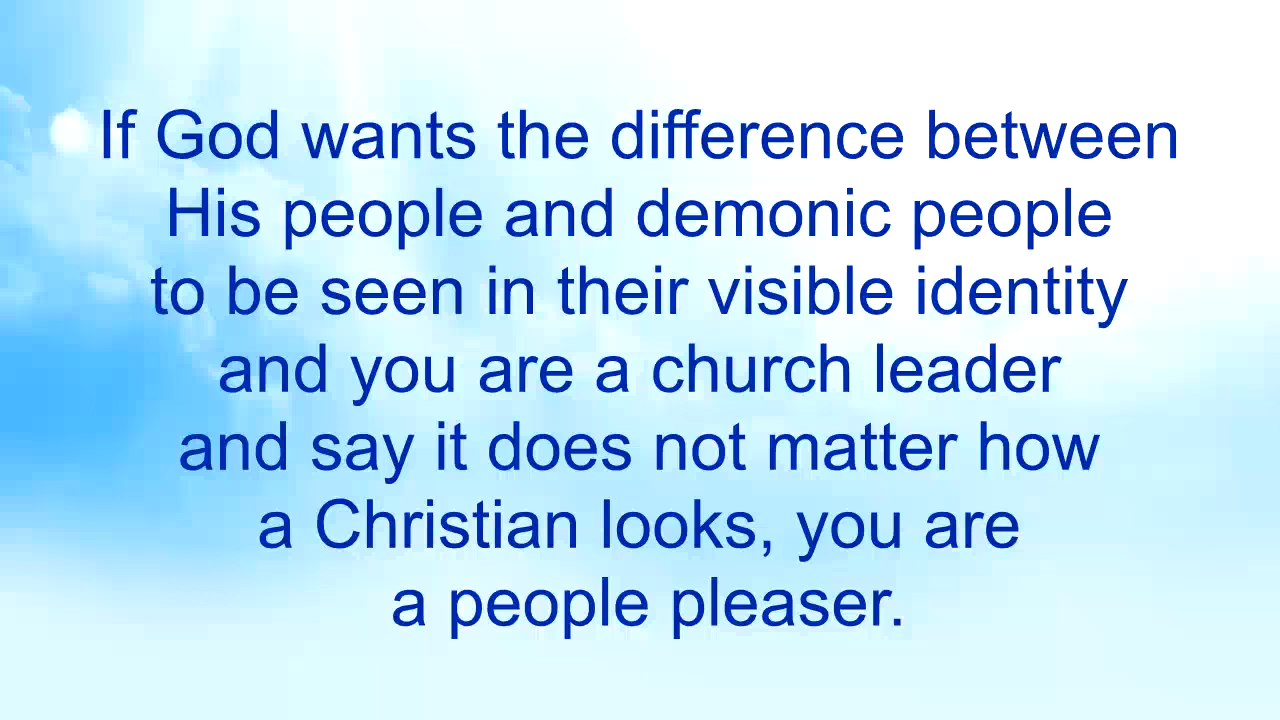 If God wants the difference between
His people and demonic people
to be seen in their visible identity
and you are a church leader
and say it does not matter how
a Christian looks, you are
a people pleaser.